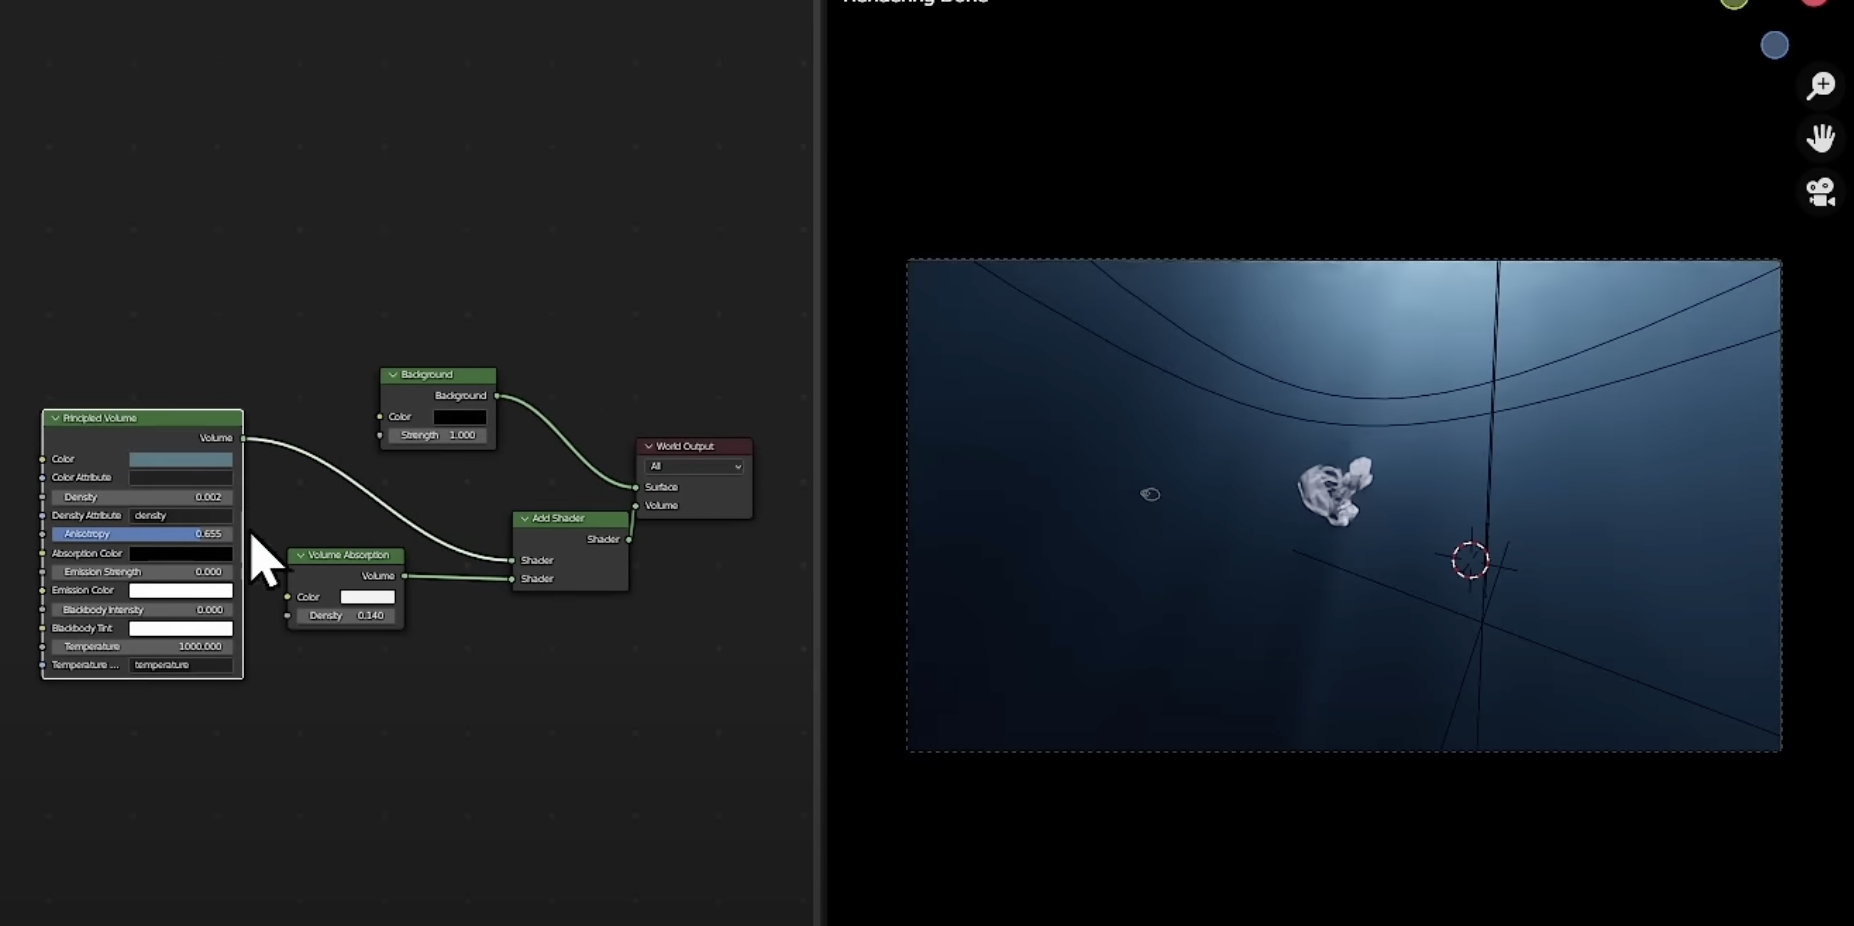 Rendering Done
Background
Background
Color
Strength 1.000
Principled Volume
Volume
Color
Color Attribute
Density 0.002
Density Attribute density
Anisotropy 0.655
Absorption Color
Emission Strength 0.000
Emission Color
Blackbody Intensity 0.000
Blackbody Tint
Temperature 1000.000
Temperature ... temperature
Volume Absorption
Volume
Color
Density 0.140
Add Shader
Shader
Shader
Shader
World Output
All
Surface
Volume